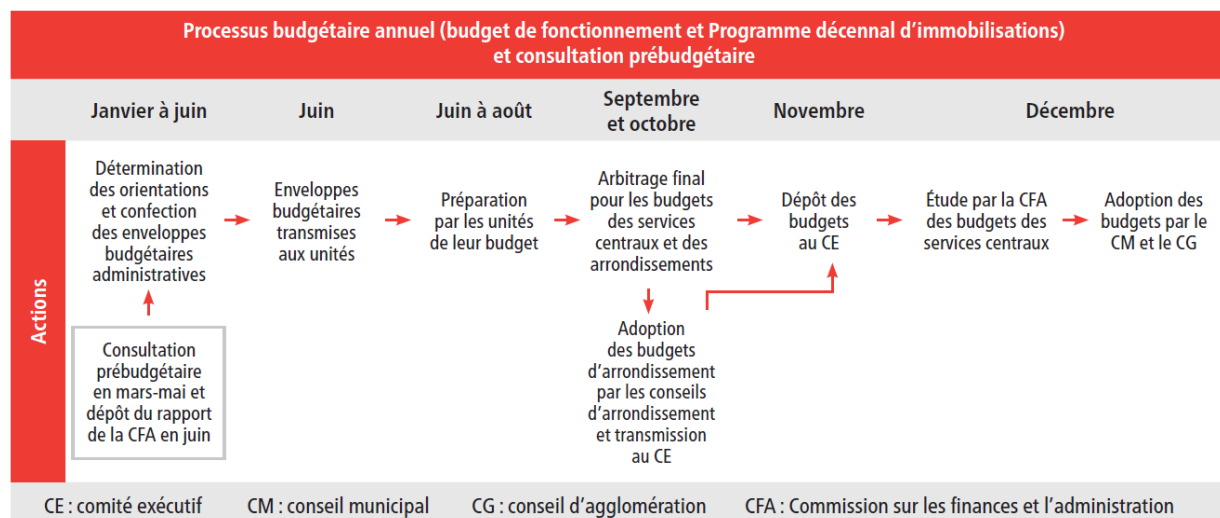 Processus budgétaire annuel (budget de fonctionnement et Programme décennal d'immobilisations)
et consultation prébudgétaire
Janvier à juin
Juin
Juin à août
Septembre
et octobre
Novembre
Décembre
Actions
Détermination
des orientations
et confection
des enveloppes
budgétaires
administratives
Enveloppes
budgétaires
transmises
aux unités
Préparation
par les unités
de leur budget
Arbitrage final
pour les budgets
des services
centraux et des
arrondissements
Dépôt des
budgets
au CE
Étude par la CFA
des budgets des
services centraux
Adoption des
budgets par le
CM et le CG
Consultation
prébudgétaire
en mars-mai et
dépôt du rapport
de la CFA en juin
Adoption
des budgets
d'arrondissement
par les conseils
d'arrondissement
et transmission
au CE
CE : comité exécutif
CM : conseil municipal
CG : conseil d'agglomération
CFA : Commission sur les finances et l'administration